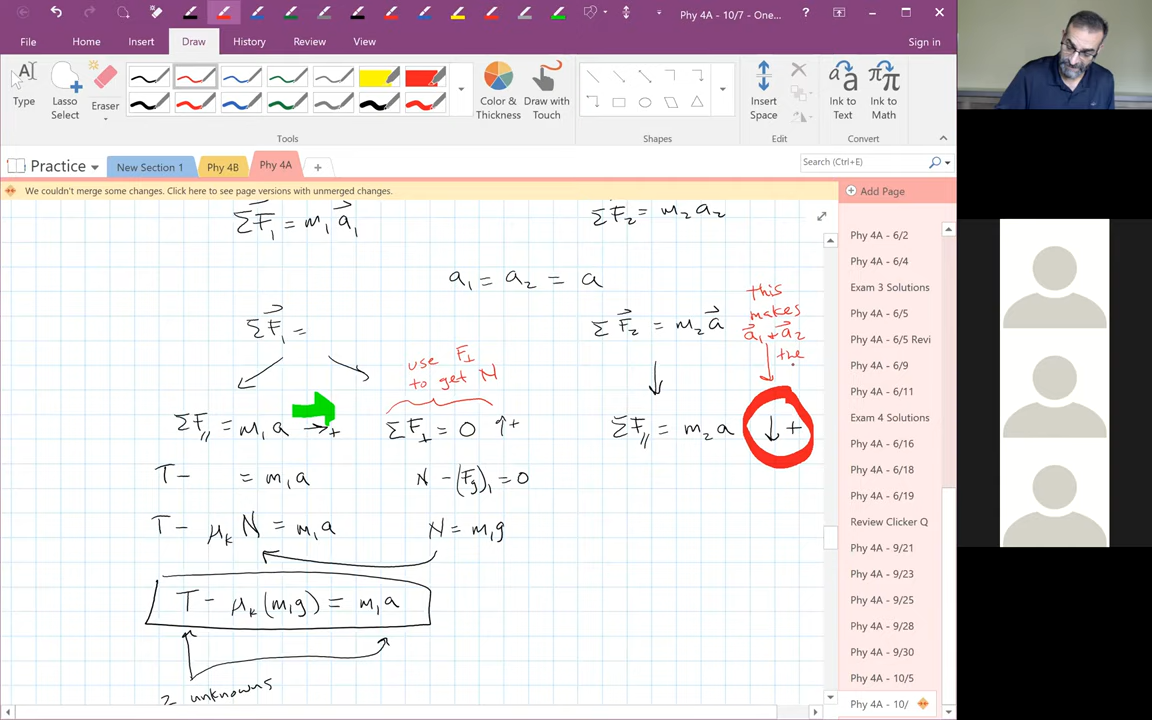 Phy 4A - 10/7 - One...
File Home Insert Draw History Review View
Sign in
Type
Lasso Select
Eraser
Color & Thickness
Draw with Touch
Insert Space
Ink to Text
Ink to Math
Tools
Shapes
Edit
Convert
Practice
New Section 1
Phy 4B
Phy 4A
Search (Ctrl+E)
We couldn't merge some changes. Click here to see page versions with unmerged changes.
Add Page
ΣF⃗₁ = m₁a⃗₁
ΣF₂ = m₂a₂
a₁ = a₂ = a
ΣF⃗₁ =
ΣF⃗₂ = m₂a⃗
this
makes
a⃗₁ + a⃗₂
the
use F⊥
to get N
ΣF∥ = m₁a → +
ΣF⊥ = 0 ↑+
ΣF∥ = m₂a ↓ +
T - = m₁a
N - (Fg)₁ = 0
T - μₖ N = m₁a
N = m₁g
T - μₖ(m₁g) = m₁a
2 unknowns
Phy 4A - 6/2
Phy 4A - 6/4
Exam 3 Solutions
Phy 4A - 6/5
Phy 4A - 6/5 Revi
Phy 4A - 6/9
Phy 4A - 6/11
Exam 4 Solutions
Phy 4A - 6/16
Phy 4A - 6/18
Phy 4A - 6/19
Review Clicker Q
Phy 4A - 9/21
Phy 4A - 9/23
Phy 4A - 9/25
Phy 4A - 9/28
Phy 4A - 9/30
Phy 4A - 10/5
Phy 4A - 10/